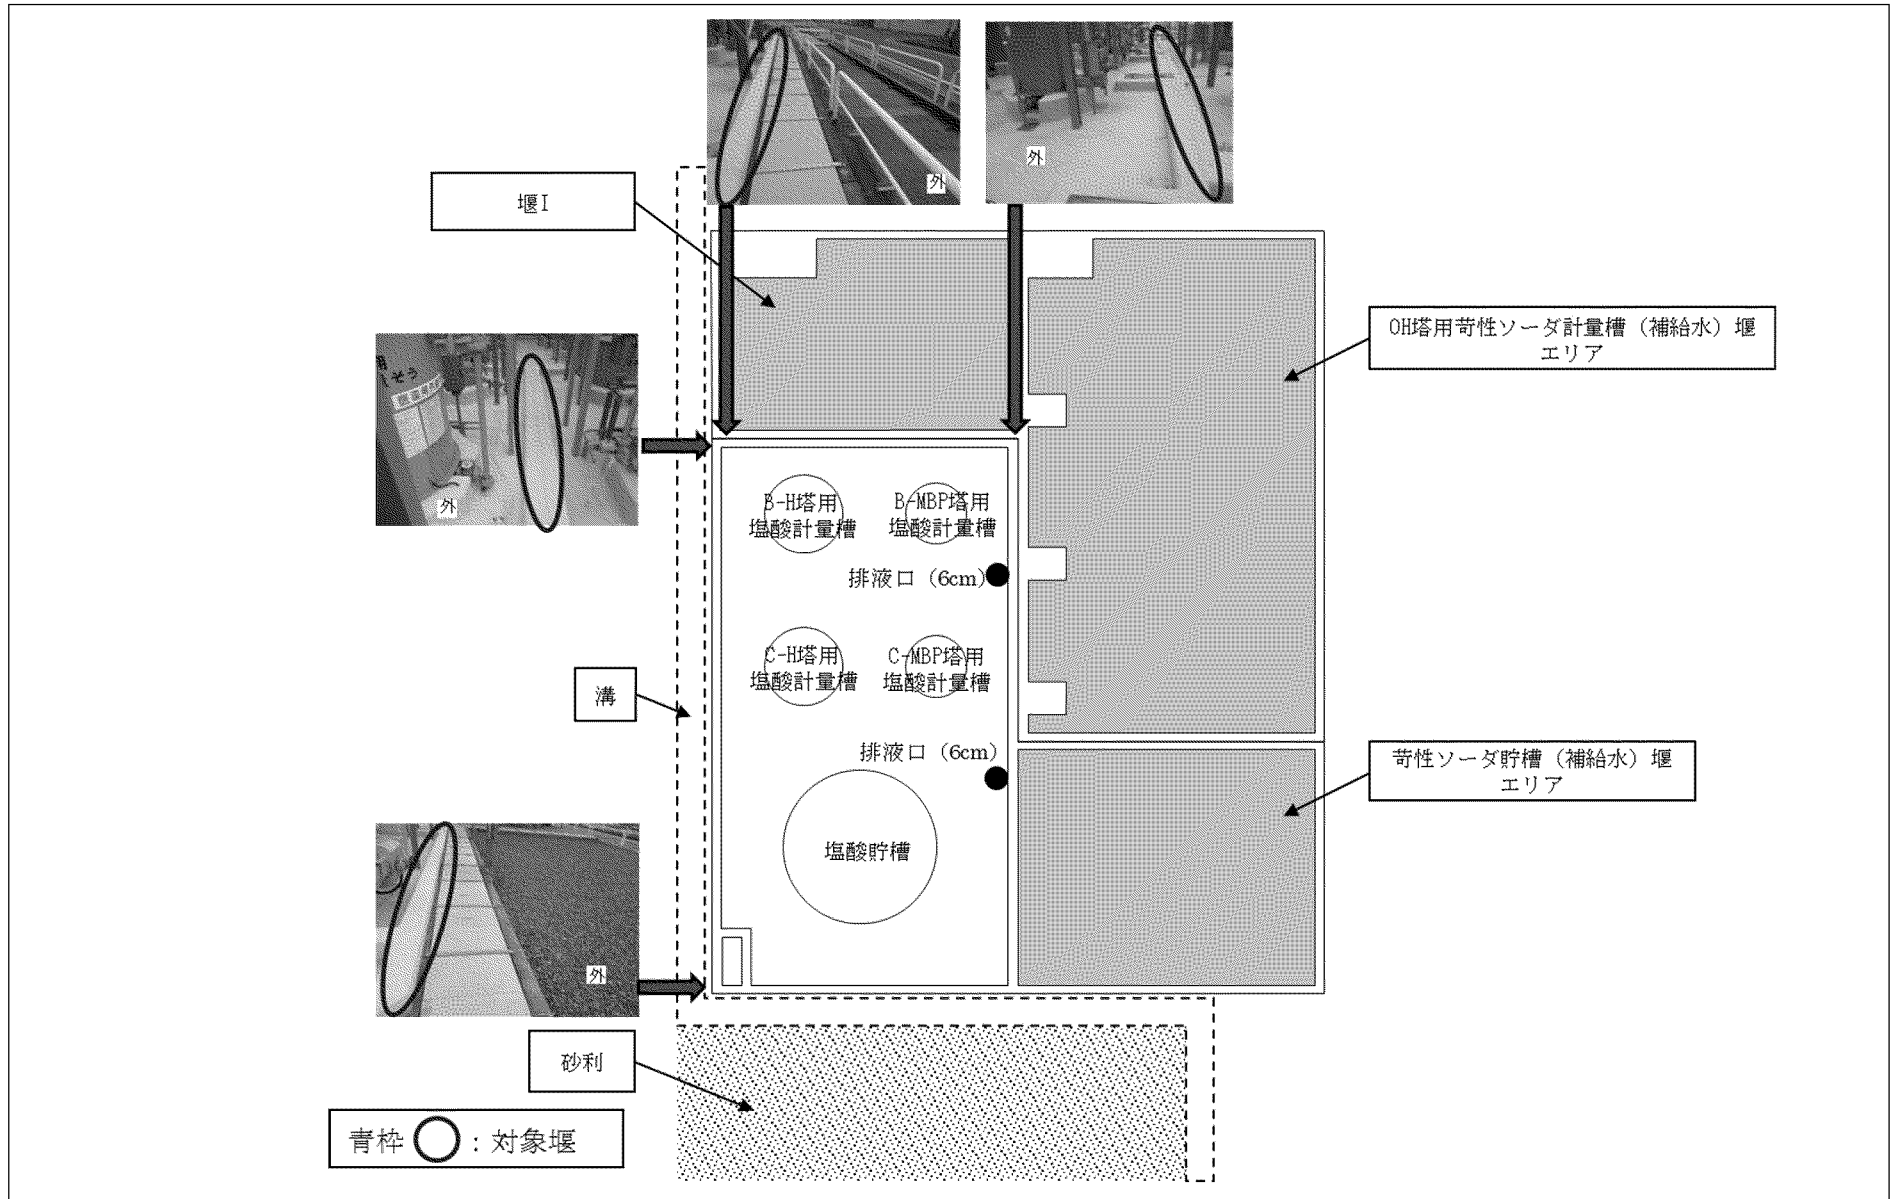 外
外
堰I
OH塔用苛性ソーダ計量槽（補給水）堰
エリア
外
B-H塔用
塩酸計量槽
B-MBP塔用
塩酸計量槽
排液口（6cm）
C-H塔用
塩酸計量槽
C-MBP塔用
塩酸計量槽
溝
排液口（6cm）
苛性ソーダ貯槽（補給水）堰
エリア
塩酸貯槽
外
砂利
青枠 ：対象堰